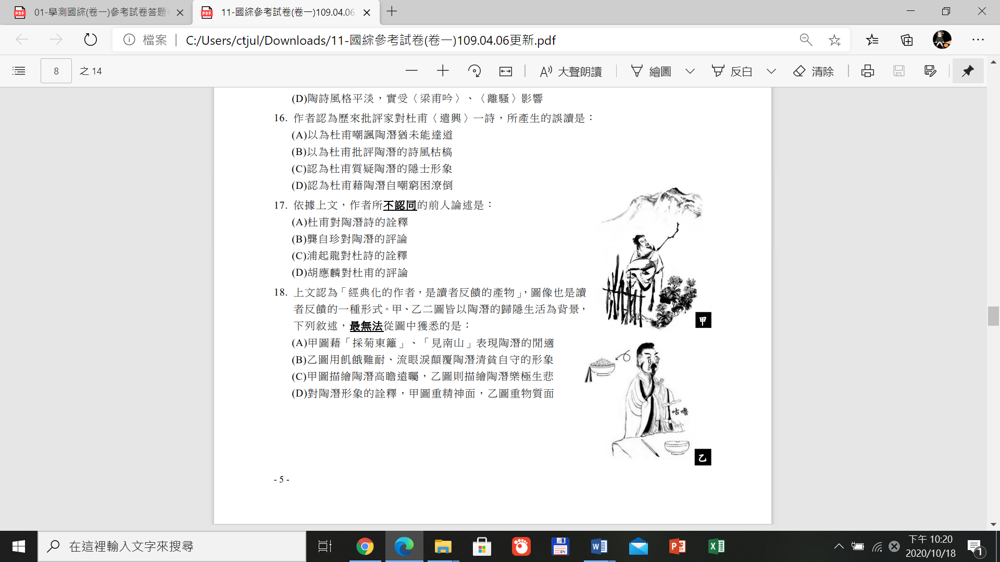 01-學測國綜(卷一)參考試卷答題
11-國綜參考試卷(卷一)109.04.06
檔案
C:/Users/ctjul/Downloads/11-國綜參考試卷(卷一)109.04.06更新.pdf
8 之 14
大聲朗讀
繪圖
反白
清除
(D)陶詩風格平淡，實受〈梁甫吟〉、〈離騷〉影響
16. 作者認為歷來批評家對杜甫〈遣興〉一詩，所產生的誤讀是：
(A)以為杜甫嘲諷陶潛猶未能達道
(B)以為杜甫批評陶潛的詩風枯槁
(C)認為杜甫質疑陶潛的隱士形象
(D)認為杜甫藉陶潛自嘲窮困潦倒
17. 依據上文，作者所不認同的前人論述是：
(A)杜甫對陶潛詩的詮釋
(B)龔自珍對陶潛的評論
(C)浦起龍對杜詩的詮釋
(D)胡應麟對杜甫的評論
18. 上文認為「經典化的作者，是讀者反饋的產物」，圖像也是讀
者反饋的一種形式。甲、乙二圖皆以陶潛的歸隱生活為背景，
下列敘述，最無法從圖中獲悉的是：
(A)甲圖藉「採菊東籬」、「見南山」表現陶潛的閒適
(B)乙圖用飢餓難耐、流眼淚顛覆陶潛清貧自守的形象
(C)甲圖描繪陶潛高瞻遠矚，乙圖則描繪陶潛樂極生悲
(D)對陶潛形象的詮釋，甲圖重精神面，乙圖重物質面
甲
咕嚕
乙
- 5 -
在這裡輸入文字來搜尋
下午 10:20
2020/10/18
1